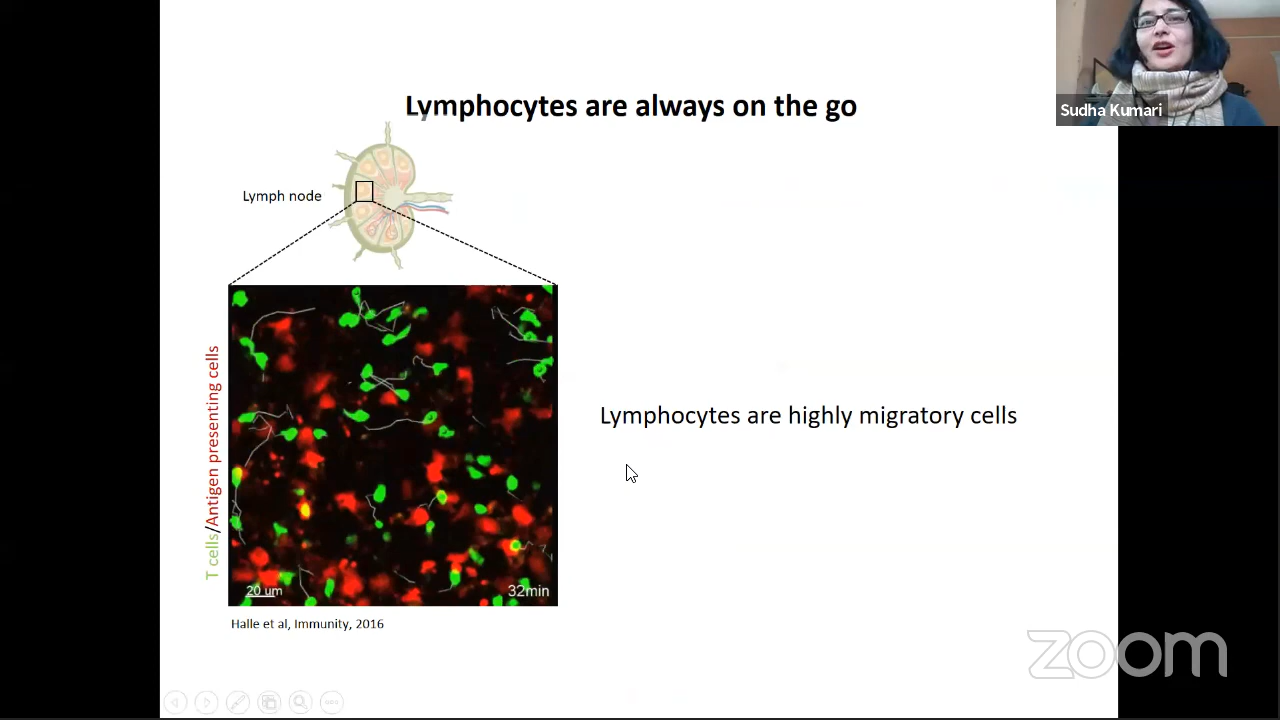 Lymphocytes are always on the go
Sudha Kumari
Lymph node
T cells/Antigen presenting cells
Lymphocytes are highly migratory cells
20 um
32min
Halle et al, Immunity, 2016
zoom